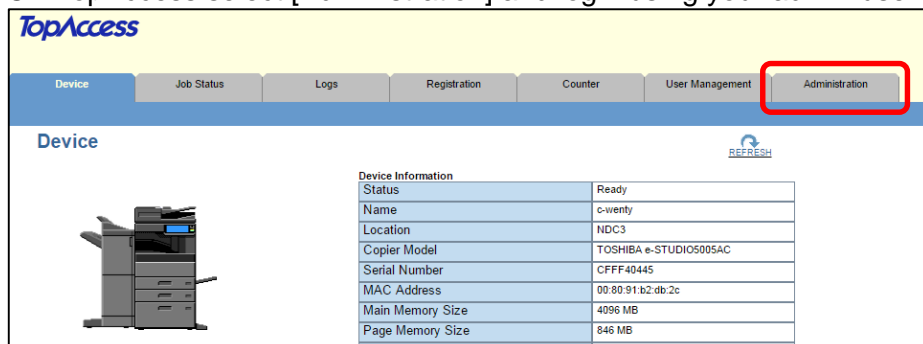 TopAccess
Device Job Status Logs Registration Counter User Management Administration
Device
REFRESH
Device Information
Status Ready
Name c-wenty
Location NDC3
Copier Model TOSHIBA e-STUDIO5005AC
Serial Number CFFF40445
MAC Address 00:80:91:b2:db:2c
Main Memory Size 4096 MB
Page Memory Size 846 MB